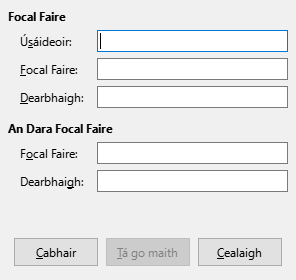 Focal Faire
Úsáideoir:
Focal Faire:
Dearbhaigh:
An Dara Focal Faire
Focal Faire:
Dearbhaigh:
Cabhair
Tá go maith
Cealaigh